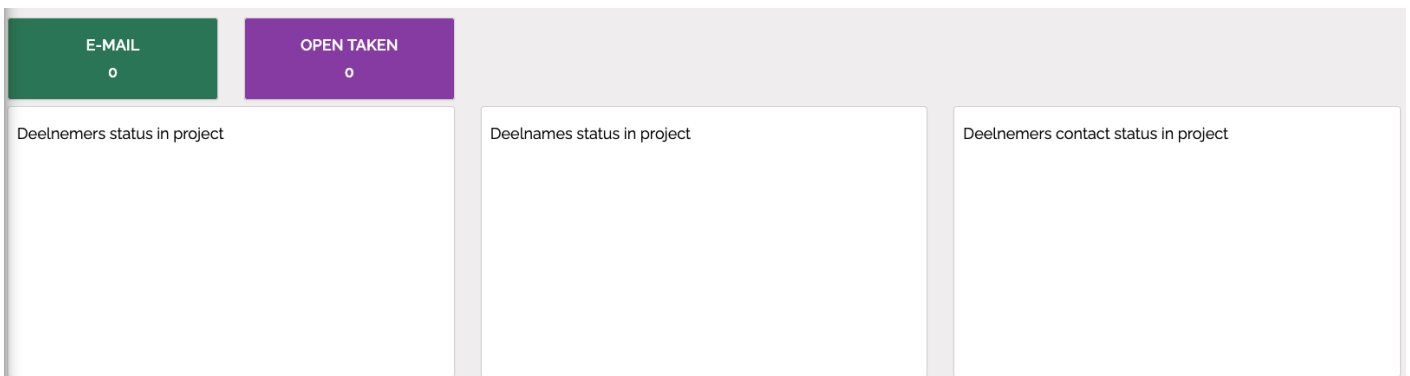 E-MAIL
0
OPEN TAKEN
0
Deelnemers status in project
Deelnames status in project
Deelnemers contact status in project